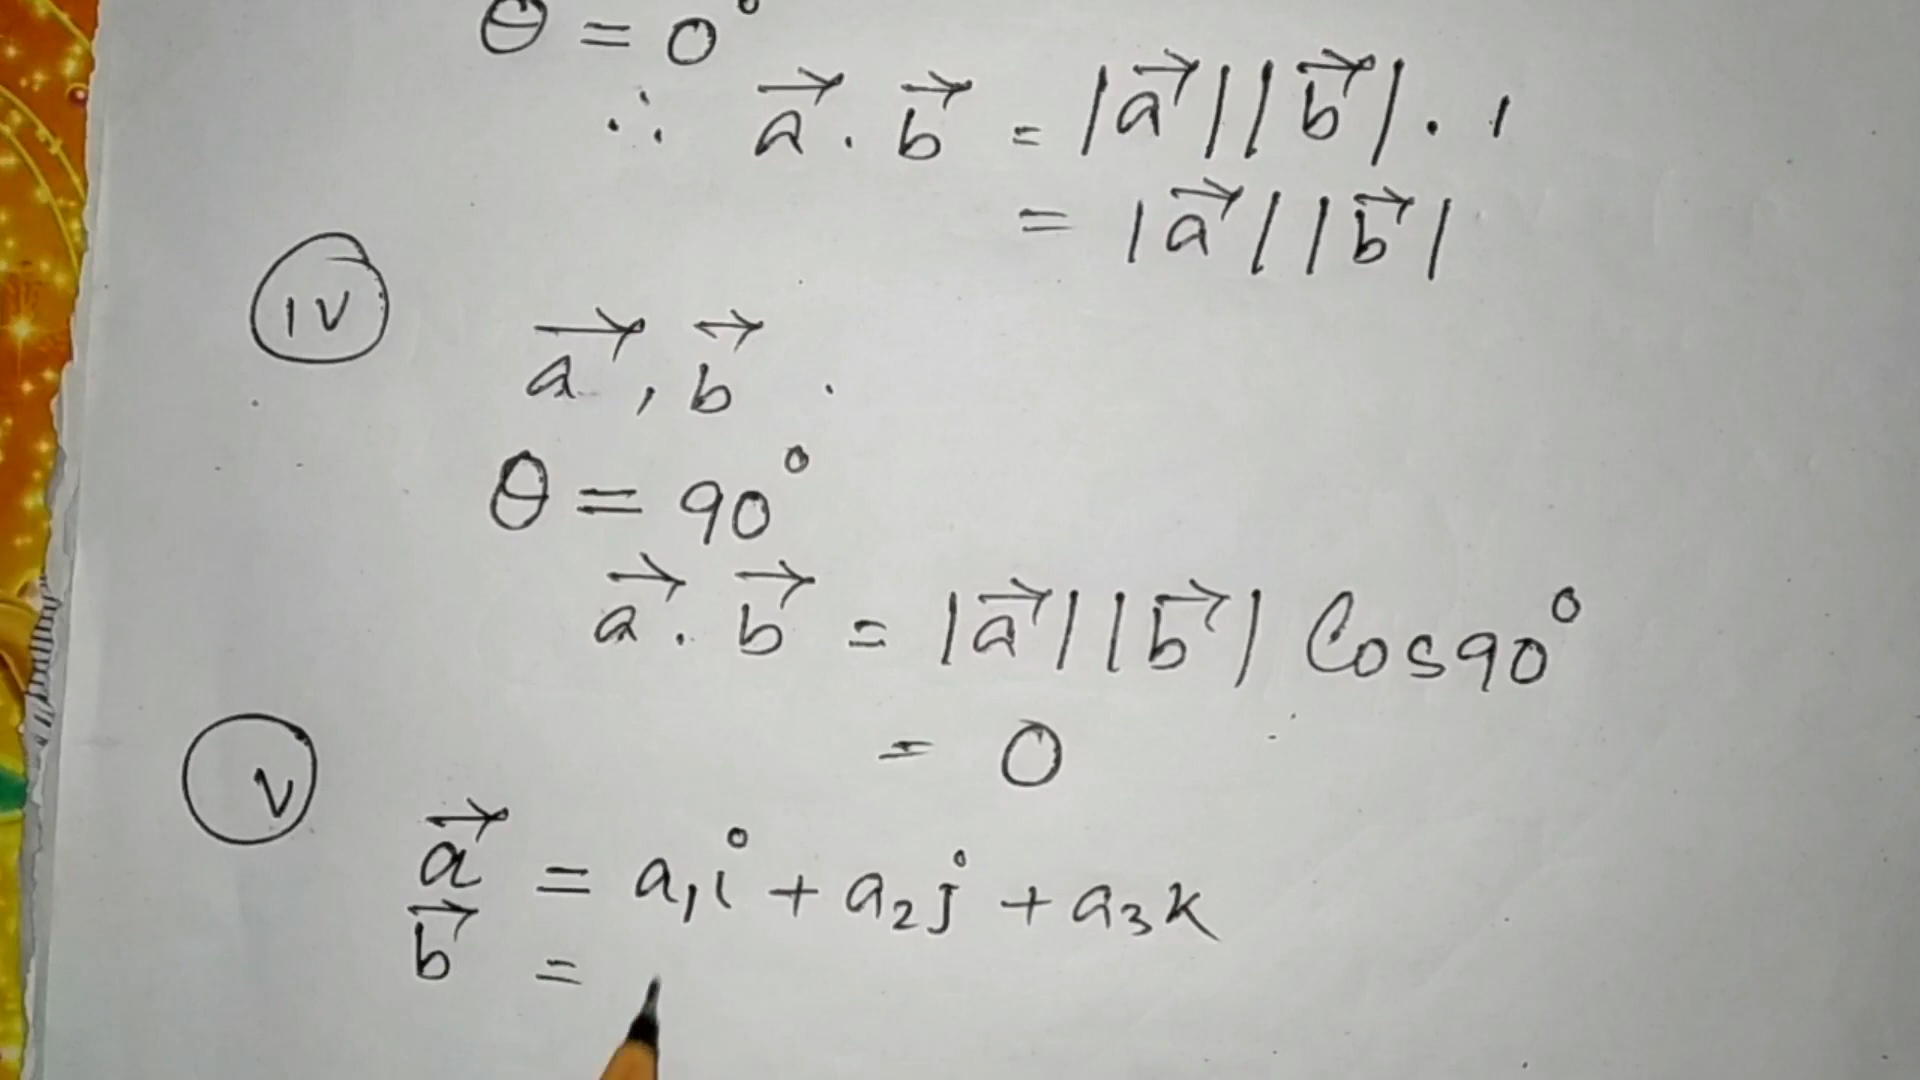 θ = 0°
∴ a⃗ . b⃗ = |a⃗||b⃗| . 1
= |a⃗||b⃗|
iv
a⃗, b⃗ .
θ = 90°
a⃗ . b⃗ = |a⃗||b⃗| Cos90°
= 0
v
a⃗ = a₁i + a₂j + a₃k
b⃗ =